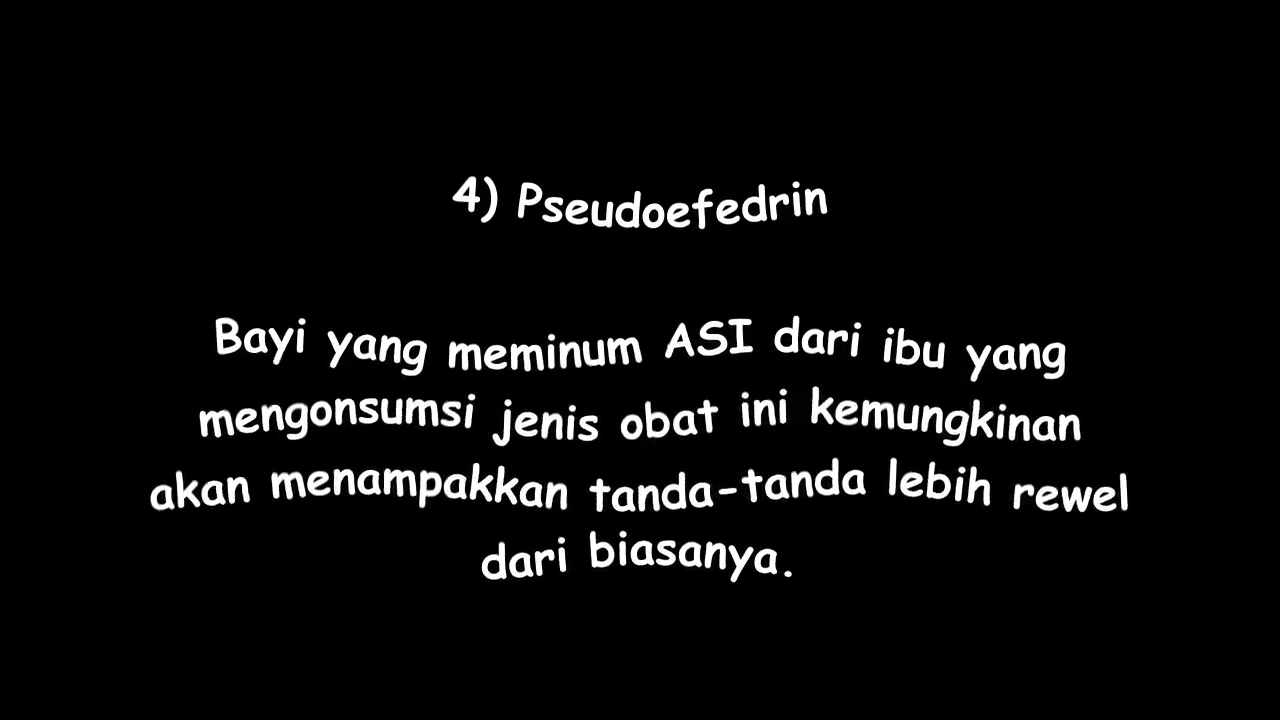 4) Pseudoefedrin
Bayi yang meminum ASI dari ibu yang
mengonsumsi jenis obat ini kemungkinan
akan menampakkan tanda-tanda lebih rewel
dari biasanya.